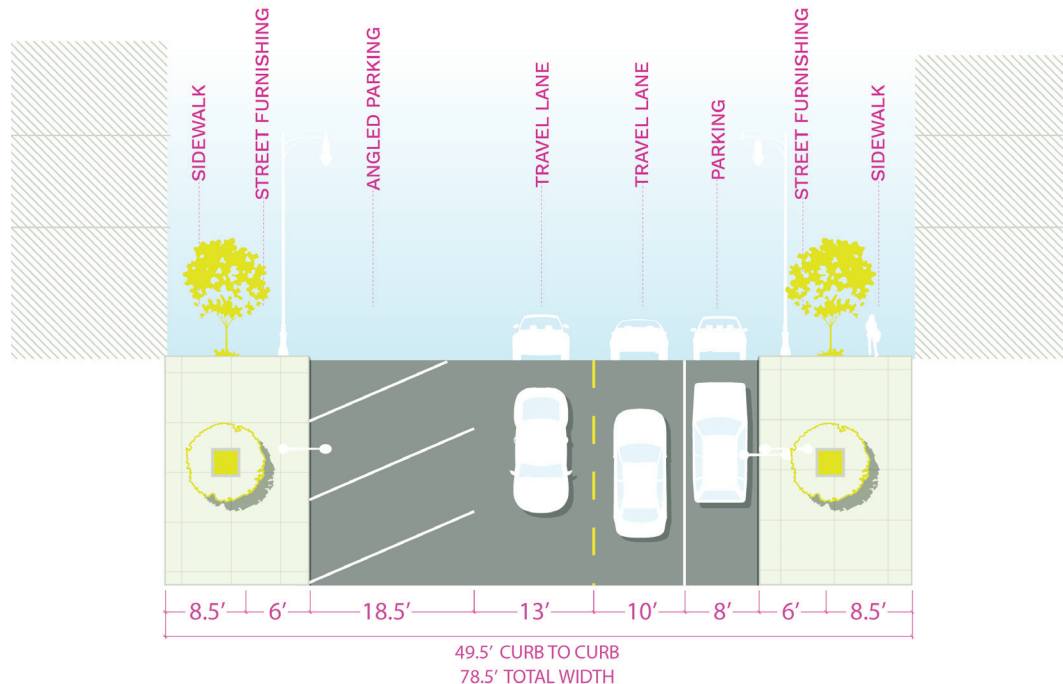 SIDEWALK
STREET FURNISHING
ANGLED PARKING
TRAVEL LANE
TRAVEL LANE
PARKING
STREET FURNISHING
SIDEWALK
8.5’
6’
18.5’
13’
10’
8’
6’
8.5’
49.5’ CURB TO CURB
78.5’ TOTAL WIDTH